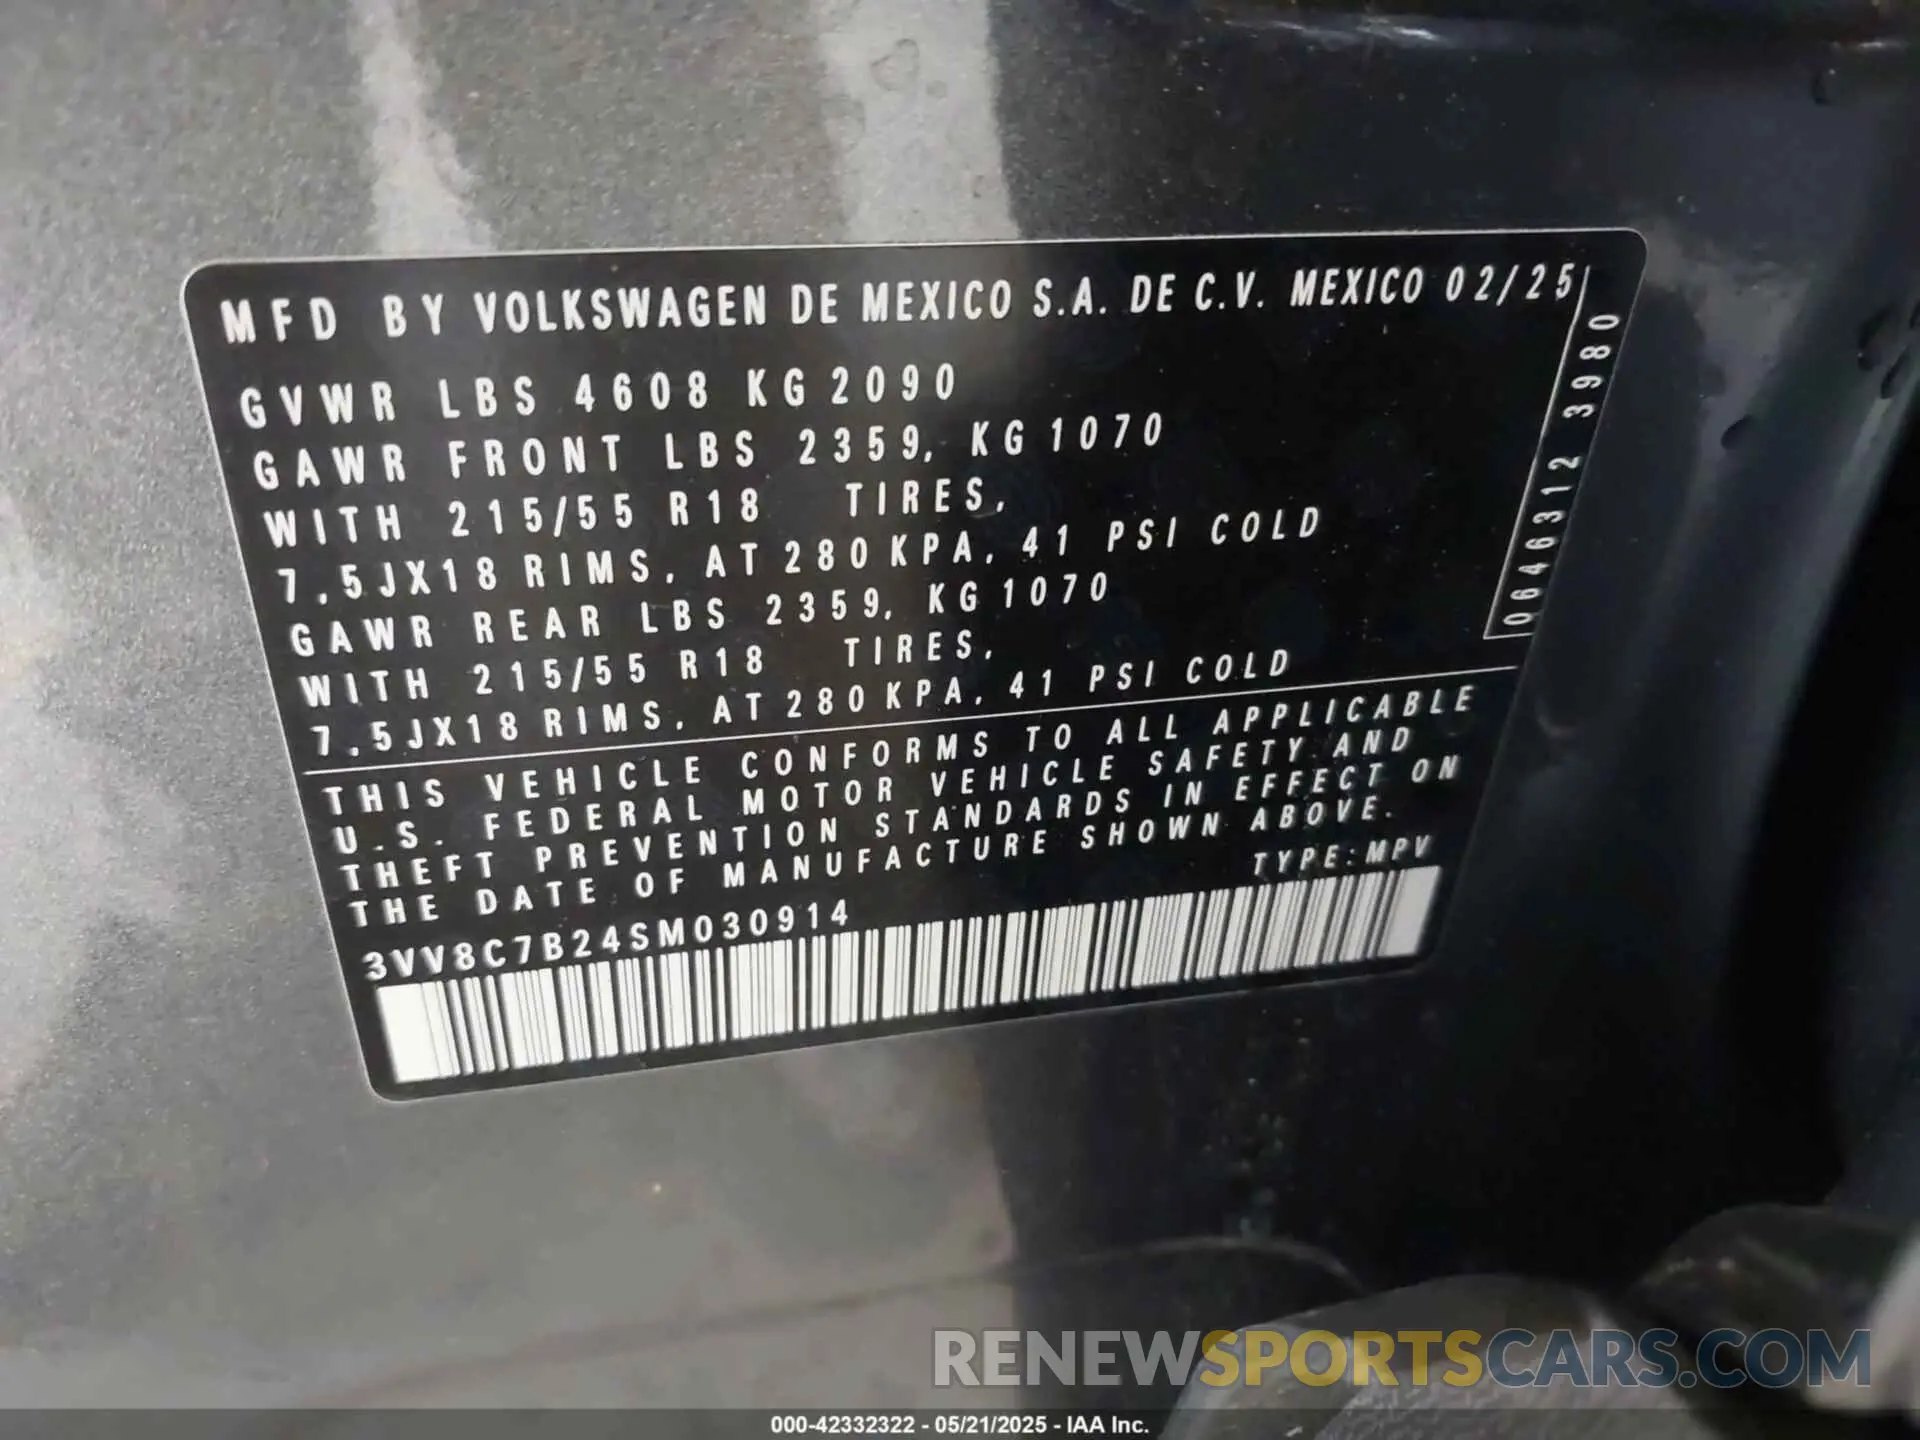 MFD BY VOLKSWAGEN DE MEXICO S.A. DE C.V. MEXICO 02/25
GVWR LBS 4608 KG 2090
GAWR FRONT LBS 2359, KG 1070
WITH 215/55 R18 TIRES,
7,5JX18 RIMS, AT 280 KPA, 41 PSI COLD
GAWR REAR LBS 2359, KG 1070
WITH 215/55 R18 TIRES,
7,5JX18 RIMS, AT 280 KPA, 41 PSI COLD
0646312 3980
THIS VEHICLE CONFORMS TO ALL APPLICABLE
U.S. FEDERAL MOTOR VEHICLE SAFETY AND
THEFT PREVENTION STANDARDS IN EFFECT ON
THE DATE OF MANUFACTURE SHOWN ABOVE.
TYPE:MPV
3VV8C7B24SM030914
RENEWSPORTSCARS.COM
000-42332322 - 05/21/2025 - IAA Inc.